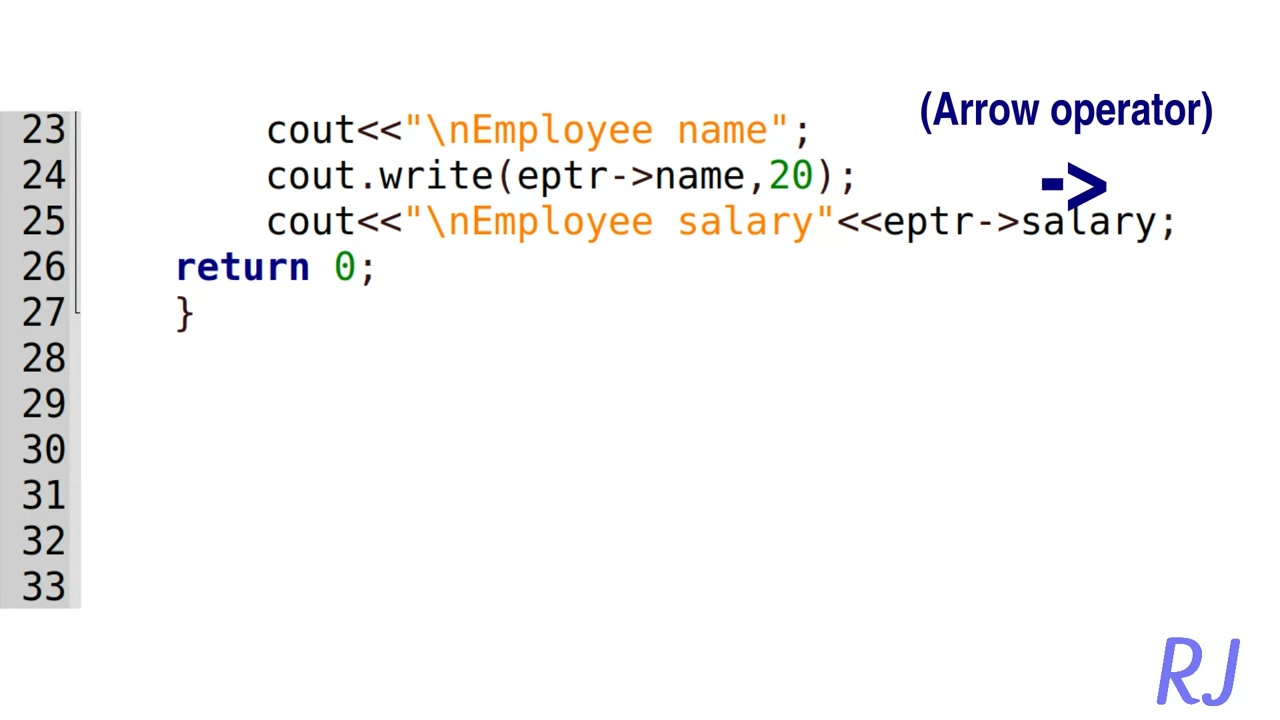 (Arrow operator)
->
23 cout<<"\nEmployee name";
24 cout.write(eptr->name,20);
25 cout<<"\nEmployee salary"<<eptr->salary;
26 return 0;
27 }
28
29
30
31
32
33
RJ